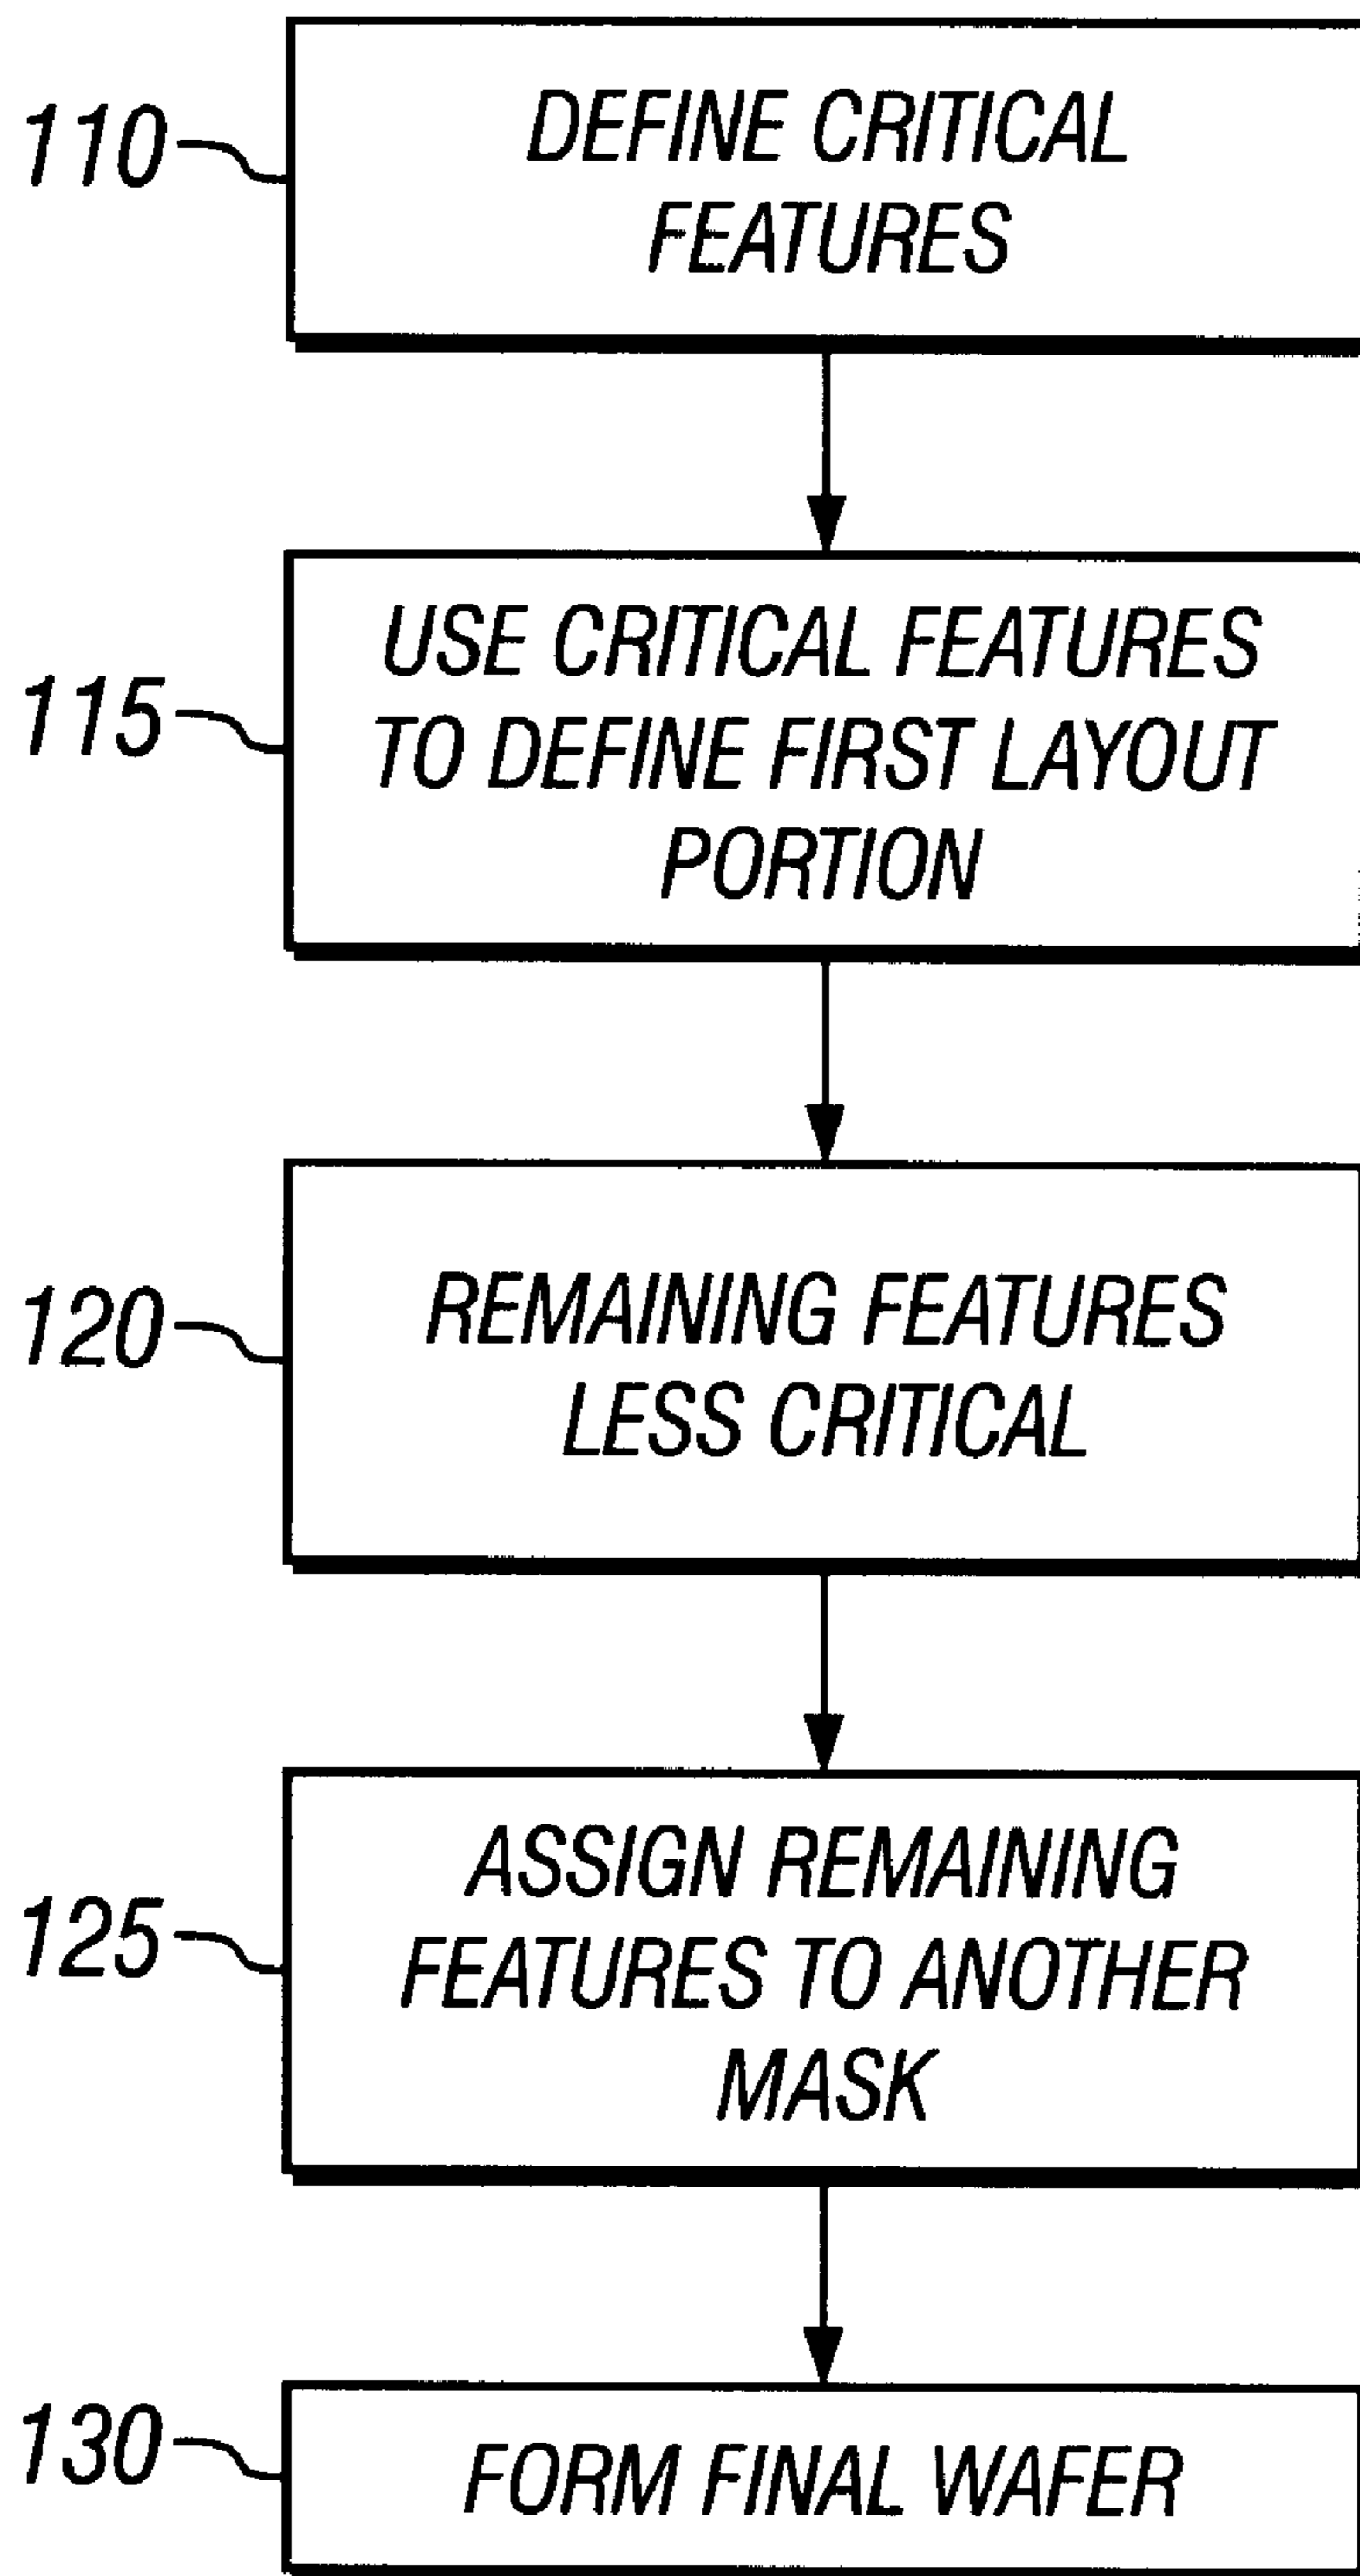 110
DEFINE CRITICAL
FEATURES
115
USE CRITICAL FEATURES
TO DEFINE FIRST LAYOUT
PORTION
120
REMAINING FEATURES
LESS CRITICAL
125
ASSIGN REMAINING
FEATURES TO ANOTHER
MASK
130
FORM FINAL WAFER